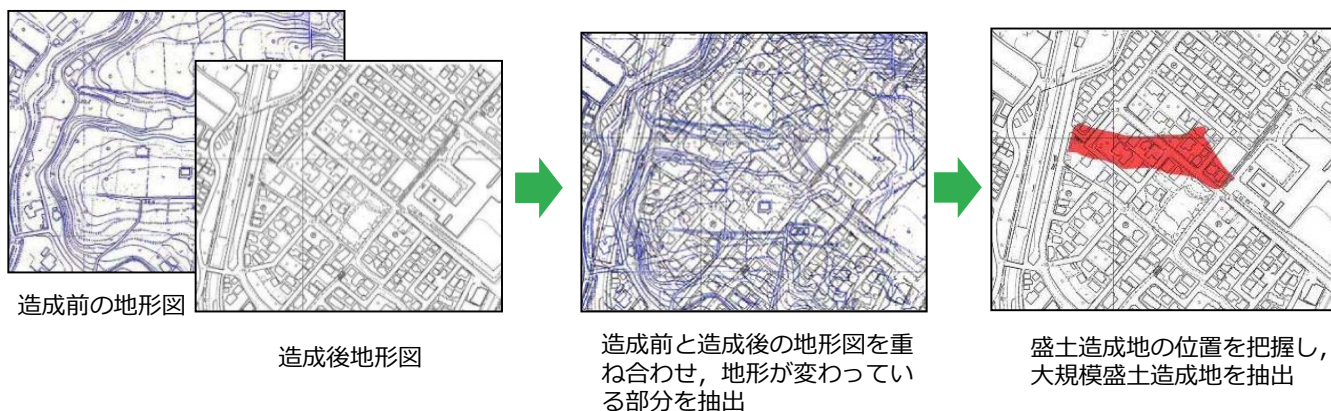 造成前の地形図
造成後地形図
造成前と造成後の地形図を重
ね合わせ，地形が変わってい
る部分を抽出
盛土造成地の位置を把握し，
大規模盛土造成地を抽出